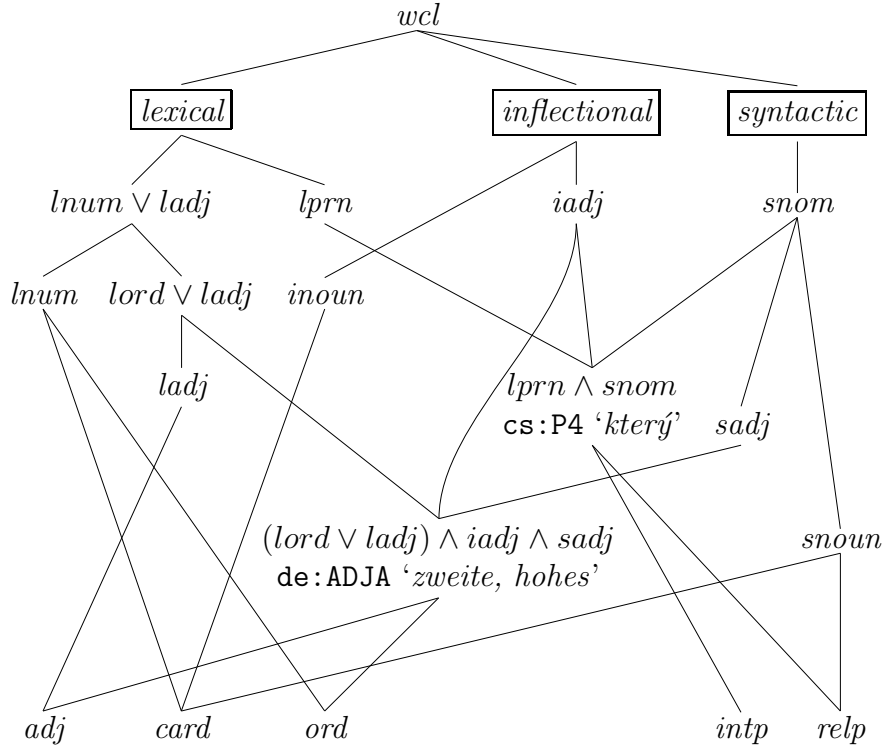 wcl
lexical inflectional syntactic
lnum ∨ ladj lprn iadj snom
lnum lord ∨ ladj inoun
ladj lprn ∧ snom
cs:P4 ‘který’ sadj
(lord ∨ ladj) ∧ iadj ∧ sadj snoun
de:ADJA ‘zweite, hohes’
adj card ord intp relp